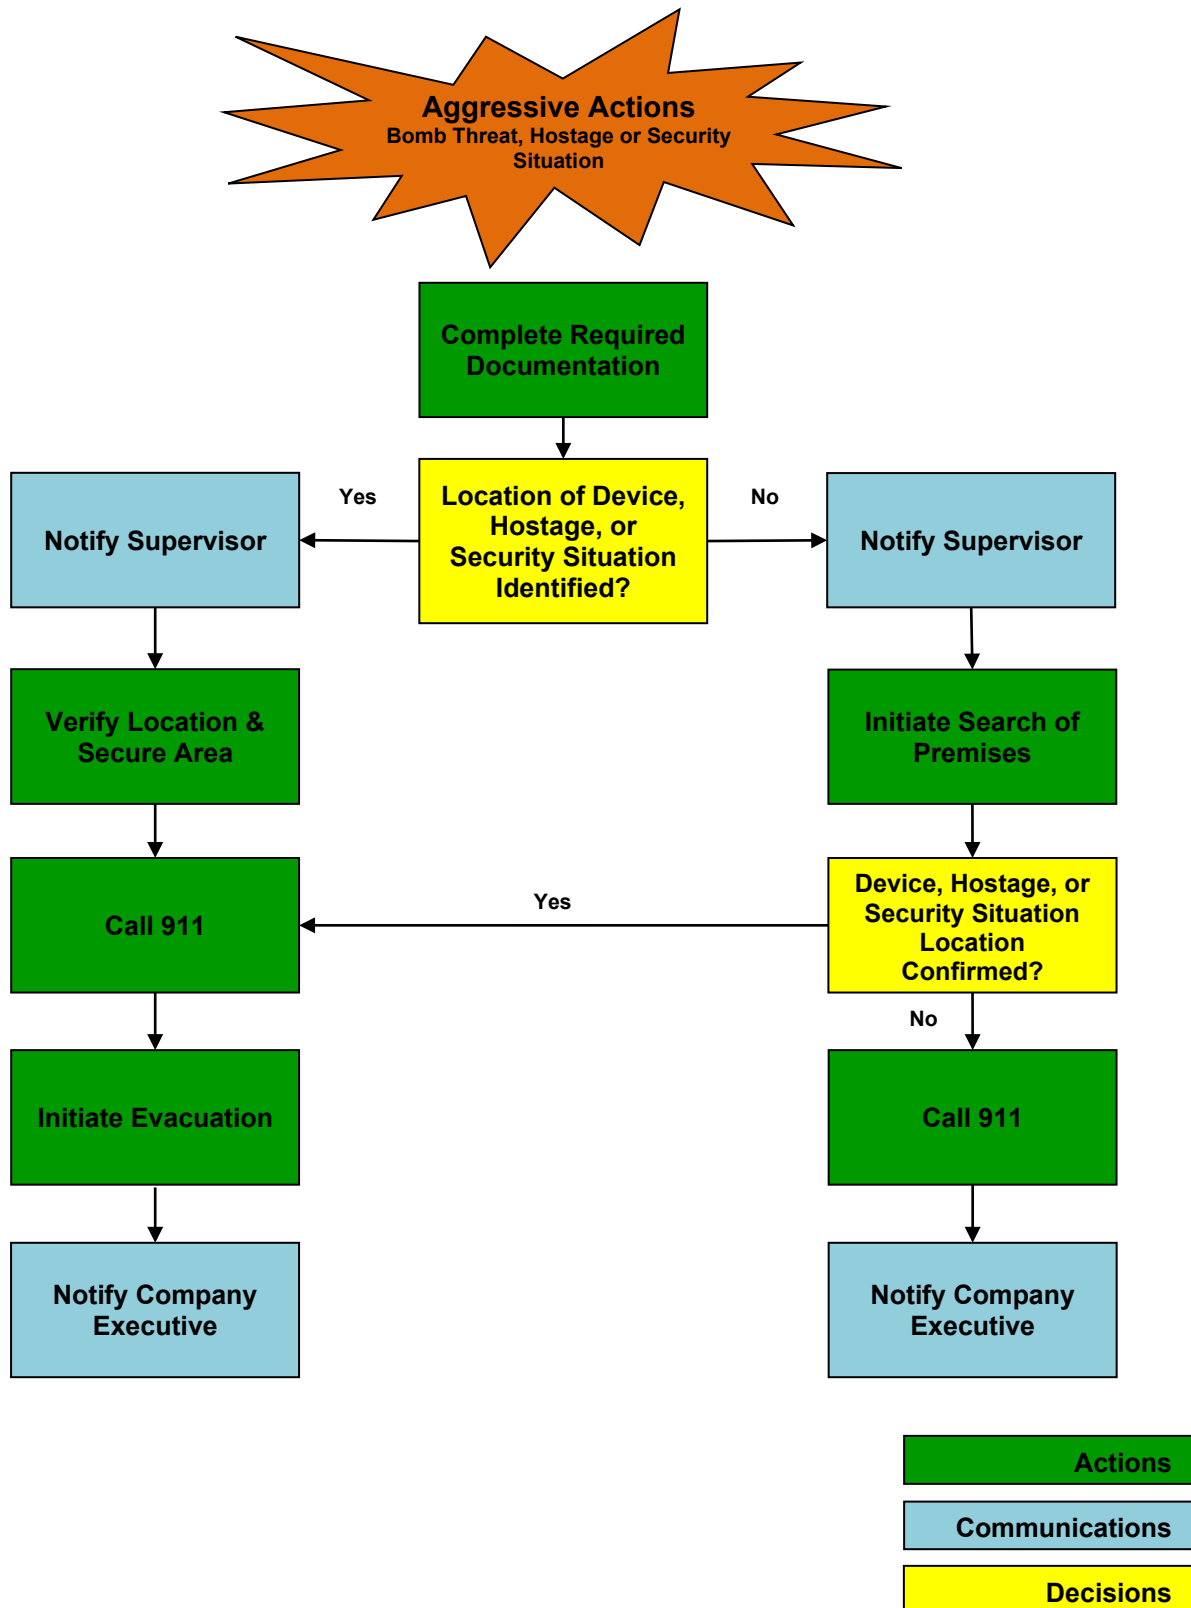 Aggressive Actions
Bomb Threat, Hostage or Security
Situation
Complete Required
Documentation
Yes
Location of Device,
Hostage, or
Security Situation
Identified?
No
Notify Supervisor
Notify Supervisor
Verify Location &
Secure Area
Initiate Search of
Premises
Call 911
Yes
Device, Hostage, or
Security Situation
Location
Confirmed?
No
Initiate Evacuation
Call 911
Notify Company
Executive
Notify Company
Executive
Actions
Communications
Decisions